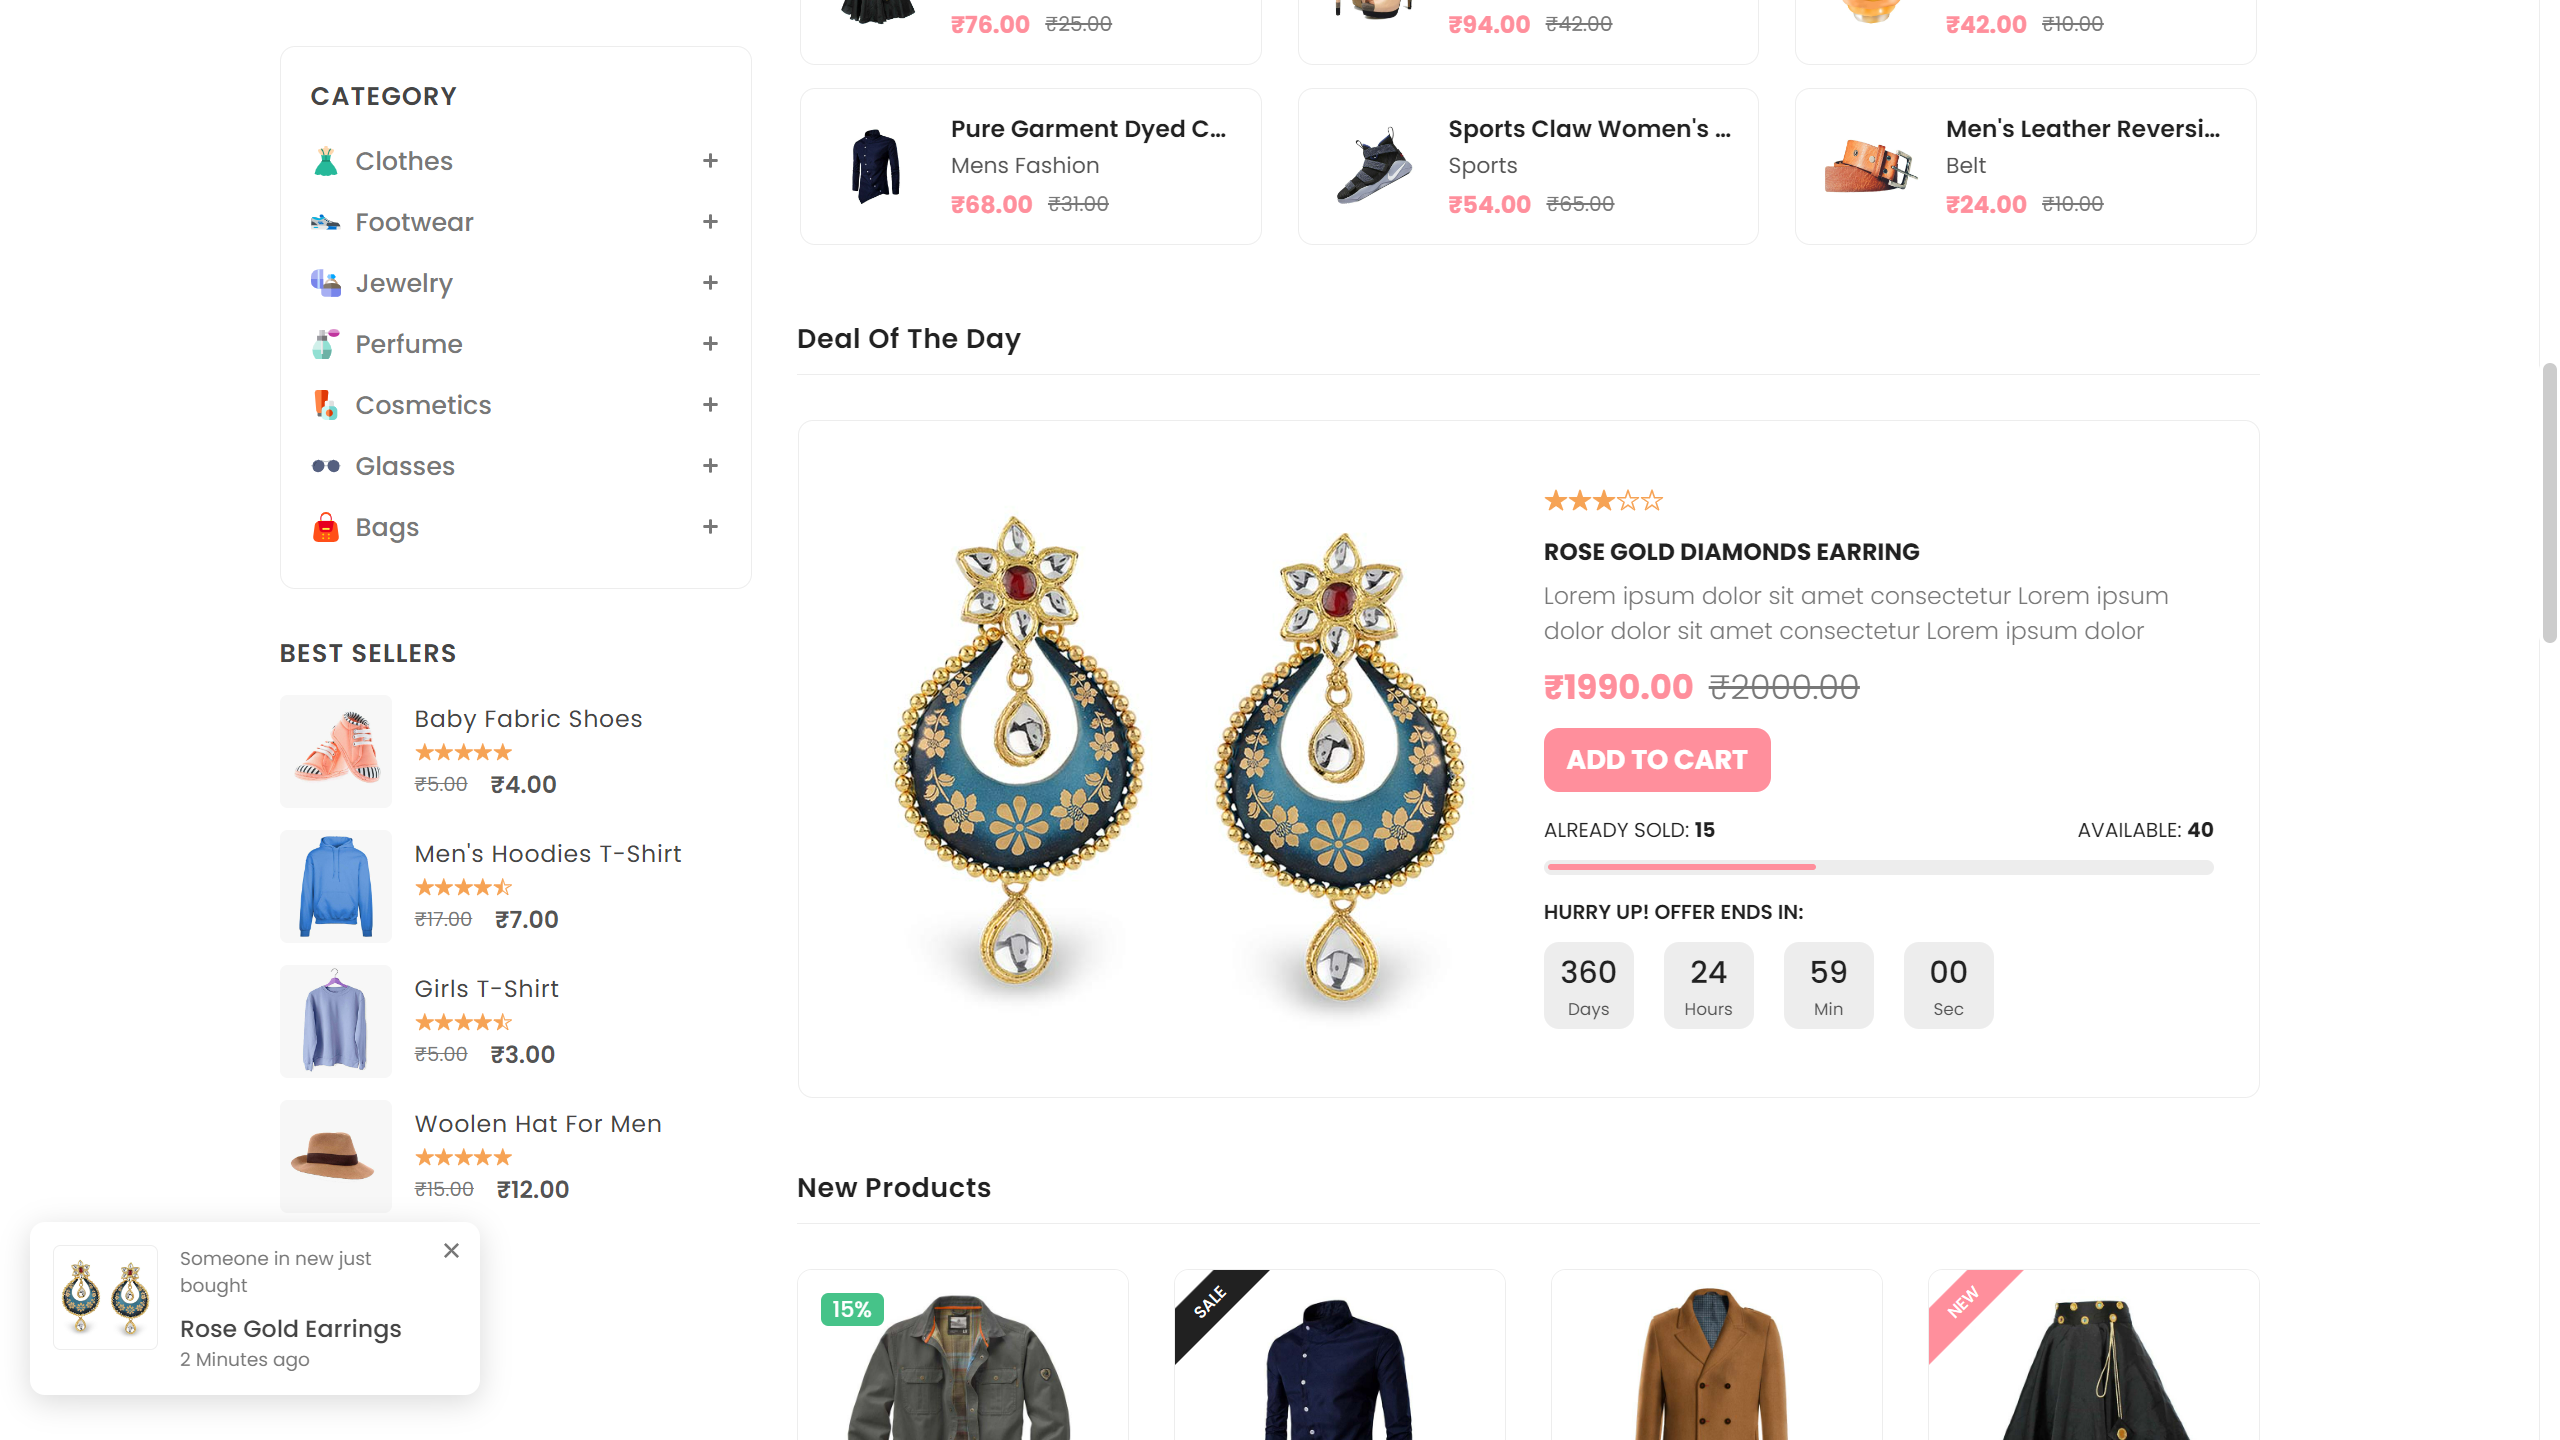 ₹76.00 ₹25.00
₹94.00 ₹42.00
₹42.00 ₹10.00
CATEGORY
Clothes +
Footwear +
Jewelry +
Perfume +
Cosmetics +
Glasses +
Bags +
BEST SELLERS
Baby Fabric Shoes
₹5.00 ₹4.00
Men's Hoodies T-Shirt
₹17.00 ₹7.00
Girls T-Shirt
₹5.00 ₹3.00
Woolen Hat For Men
₹15.00 ₹12.00
Pure Garment Dyed C...
Mens Fashion
₹68.00 ₹31.00
Sports Claw Women's ...
Sports
₹54.00 ₹65.00
Men's Leather Reversi...
Belt
₹24.00 ₹10.00
Deal Of The Day
ROSE GOLD DIAMONDS EARRING
Lorem ipsum dolor sit amet consectetur Lorem ipsum
dolor dolor sit amet consectetur Lorem ipsum dolor
₹1990.00 ₹2000.00
ADD TO CART
ALREADY SOLD: 15 AVAILABLE: 40
HURRY UP! OFFER ENDS IN:
360 24 59 00
Days Hours Min Sec
New Products
15%
SALE
NEW
Someone in new just
bought
Rose Gold Earrings
2 Minutes ago